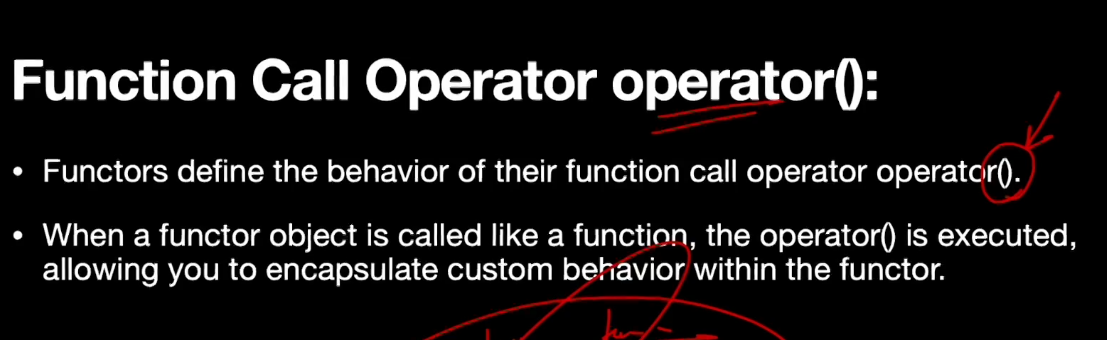 Function Call Operator operator():
• Functors define the behavior of their function call operator operator().
• When a functor object is called like a function, the operator() is executed,
allowing you to encapsulate custom behavior within the functor.